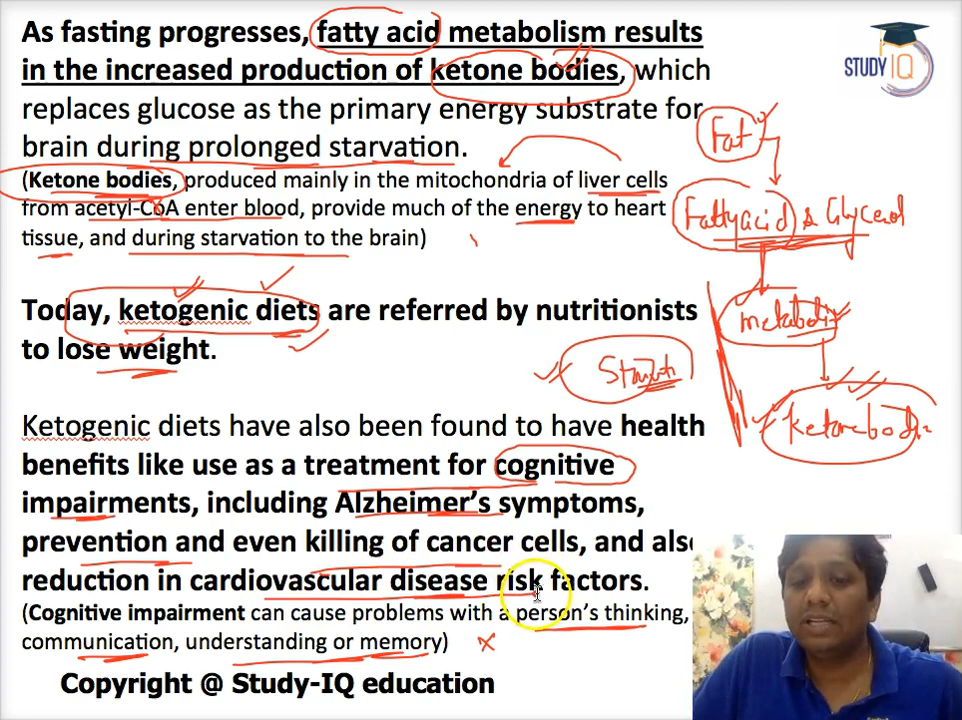 As fasting progresses, fatty acid metabolism results
in the increased production of ketone bodies, which
replaces glucose as the primary energy substrate for
brain during prolonged starvation.
(Ketone bodies, produced mainly in the mitochondria of liver cells
from acetyl-CoA enter blood, provide much of the energy to heart
tissue, and during starvation to the brain)
Today, ketogenic diets are referred by nutritionists
to lose weight.
Ketogenic diets have also been found to have health
benefits like use as a treatment for cognitive
impairments, including Alzheimer's symptoms,
prevention and even killing of cancer cells, and also
reduction in cardiovascular disease risk factors.
(Cognitive impairment can cause problems with a person's thinking,
communication, understanding or memory)
Copyright @ Study-IQ education
STUDY IQ
Fat
Fatty acid & Glycerol